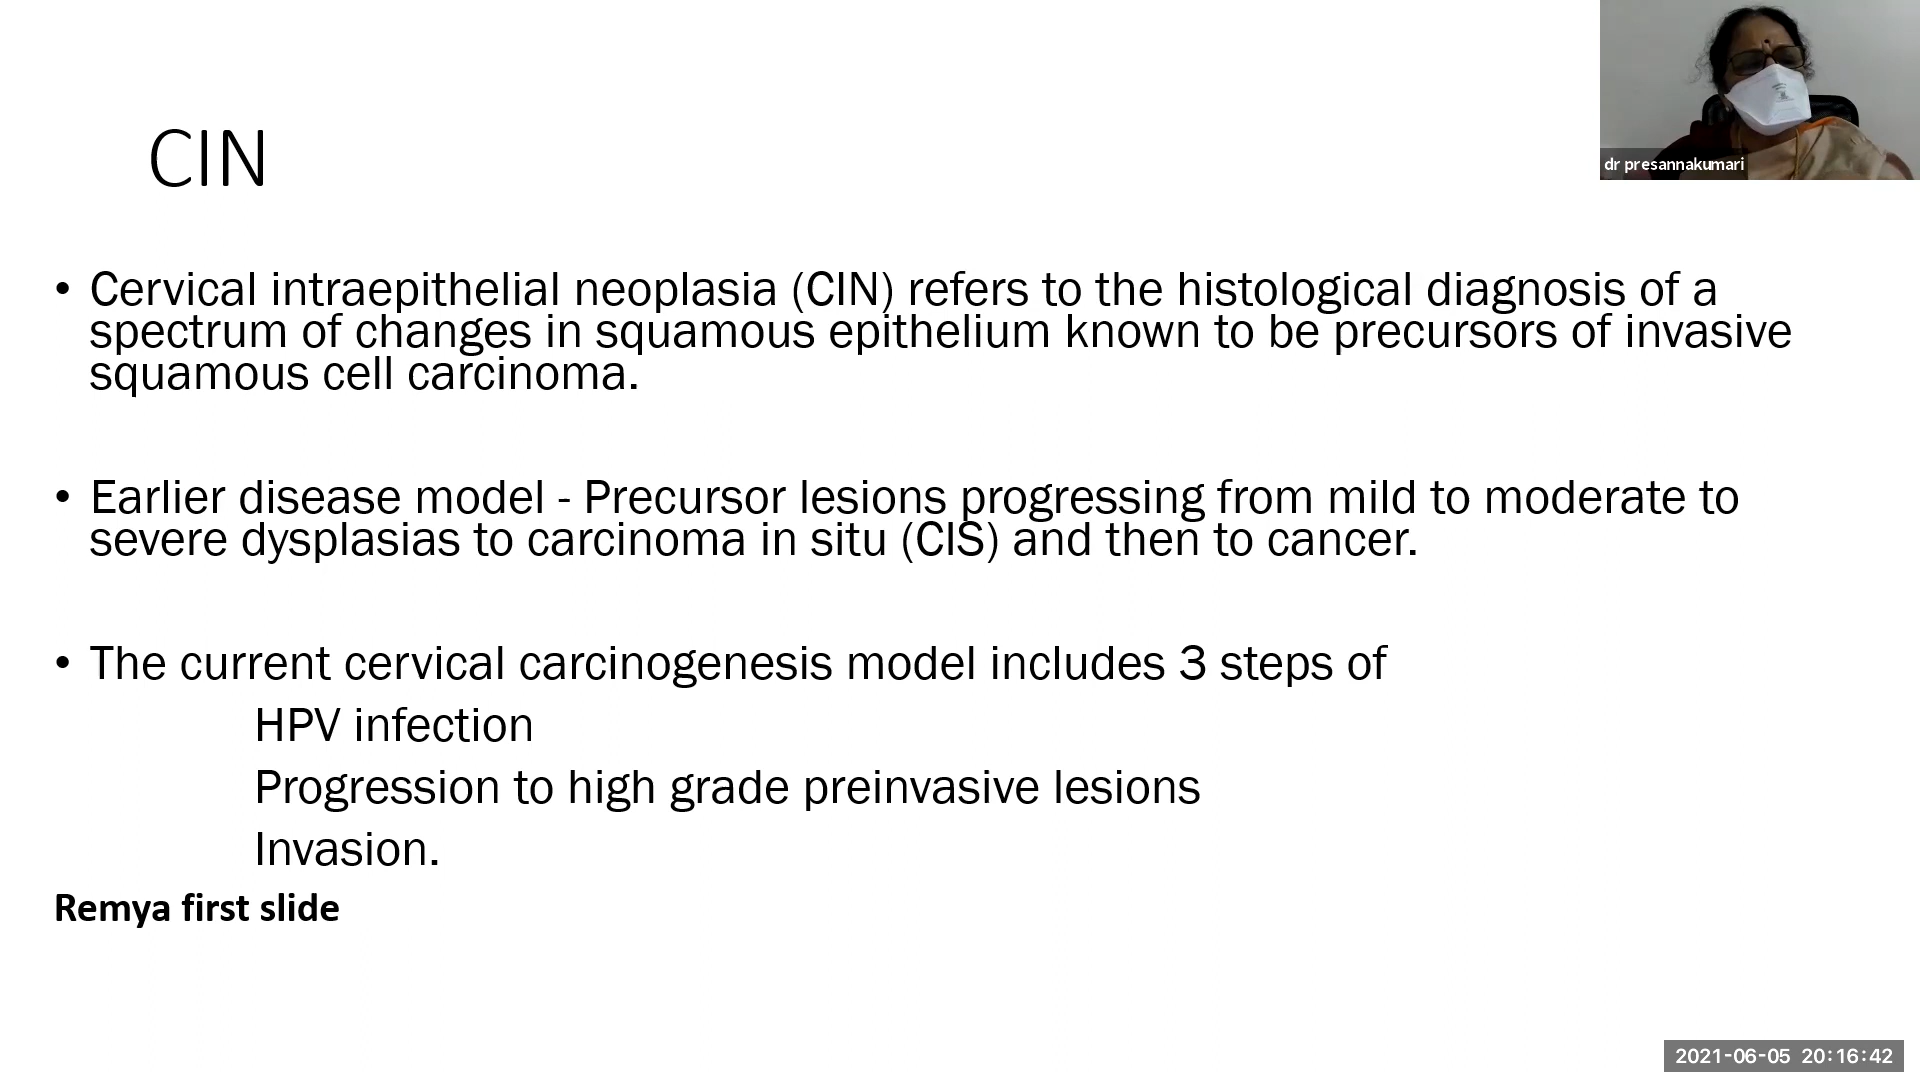 CIN
dr presannakumari
• Cervical intraepithelial neoplasia (CIN) refers to the histological diagnosis of a
spectrum of changes in squamous epithelium known to be precursors of invasive
squamous cell carcinoma.
• Earlier disease model - Precursor lesions progressing from mild to moderate to
severe dysplasias to carcinoma in situ (CIS) and then to cancer.
• The current cervical carcinogenesis model includes 3 steps of
HPV infection
Progression to high grade preinvasive lesions
Invasion.
Remya first slide
2021-06-05 20:16:42